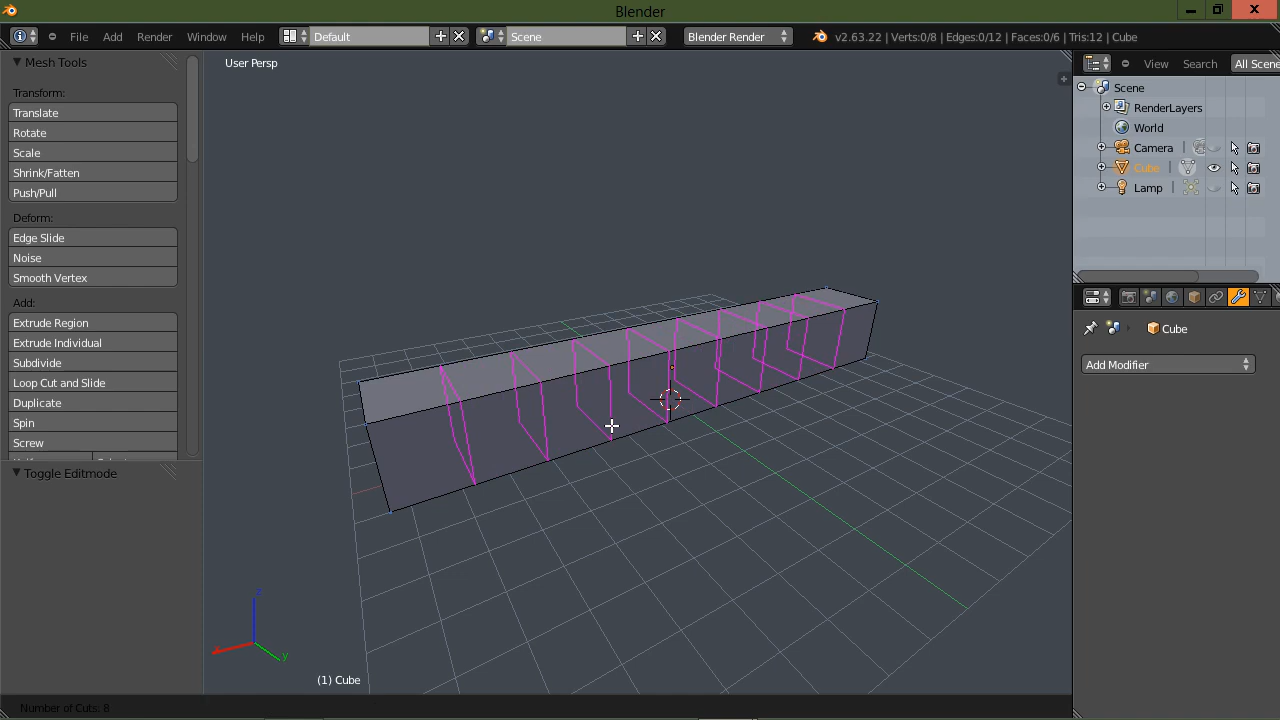 Blender
File Add Render Window Help Default Scene Blender Render v2.63.22 | Verts:0/8 | Edges:0/12 | Faces:0/6 | Tris:12 | Cube
Mesh Tools
Transform:
Translate
Rotate
Scale
Shrink/Fatten
Push/Pull
Deform:
Edge Slide
Noise
Smooth Vertex
Add:
Extrude Region
Extrude Individual
Subdivide
Loop Cut and Slide
Duplicate
Spin
Screw
Toggle Editmode
User Persp
z
y
(1) Cube
Number of Cuts: 8
View Search All Scene
Scene
RenderLayers
World
Camera
Cube
Lamp
Cube
Add Modifier